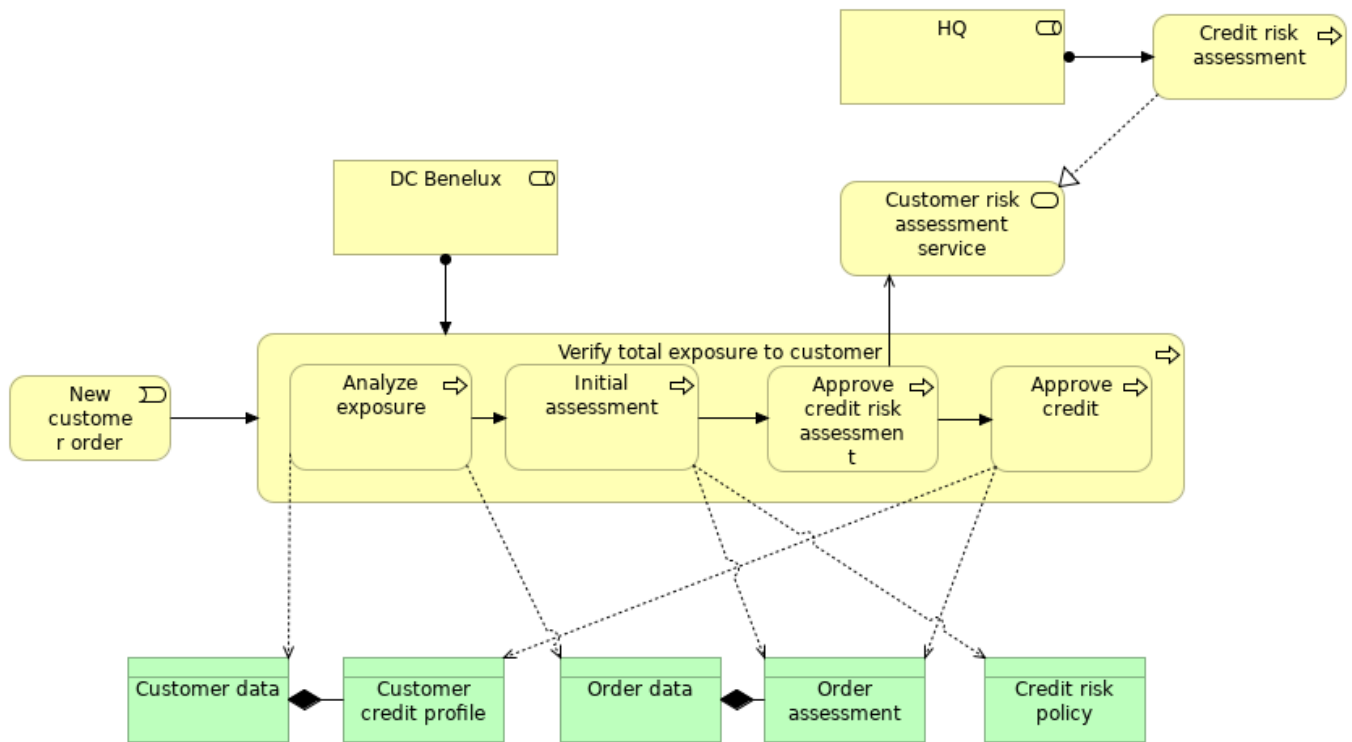 HQ
Credit risk
assessment
DC Benelux
Customer risk
assessment
service
Verify total exposure to customer
New
custome
r order
Analyze
exposure
Initial
assessment
Approve
credit risk
assessmen
t
Approve
credit
Customer data
Customer
credit profile
Order data
Order
assessment
Credit risk
policy